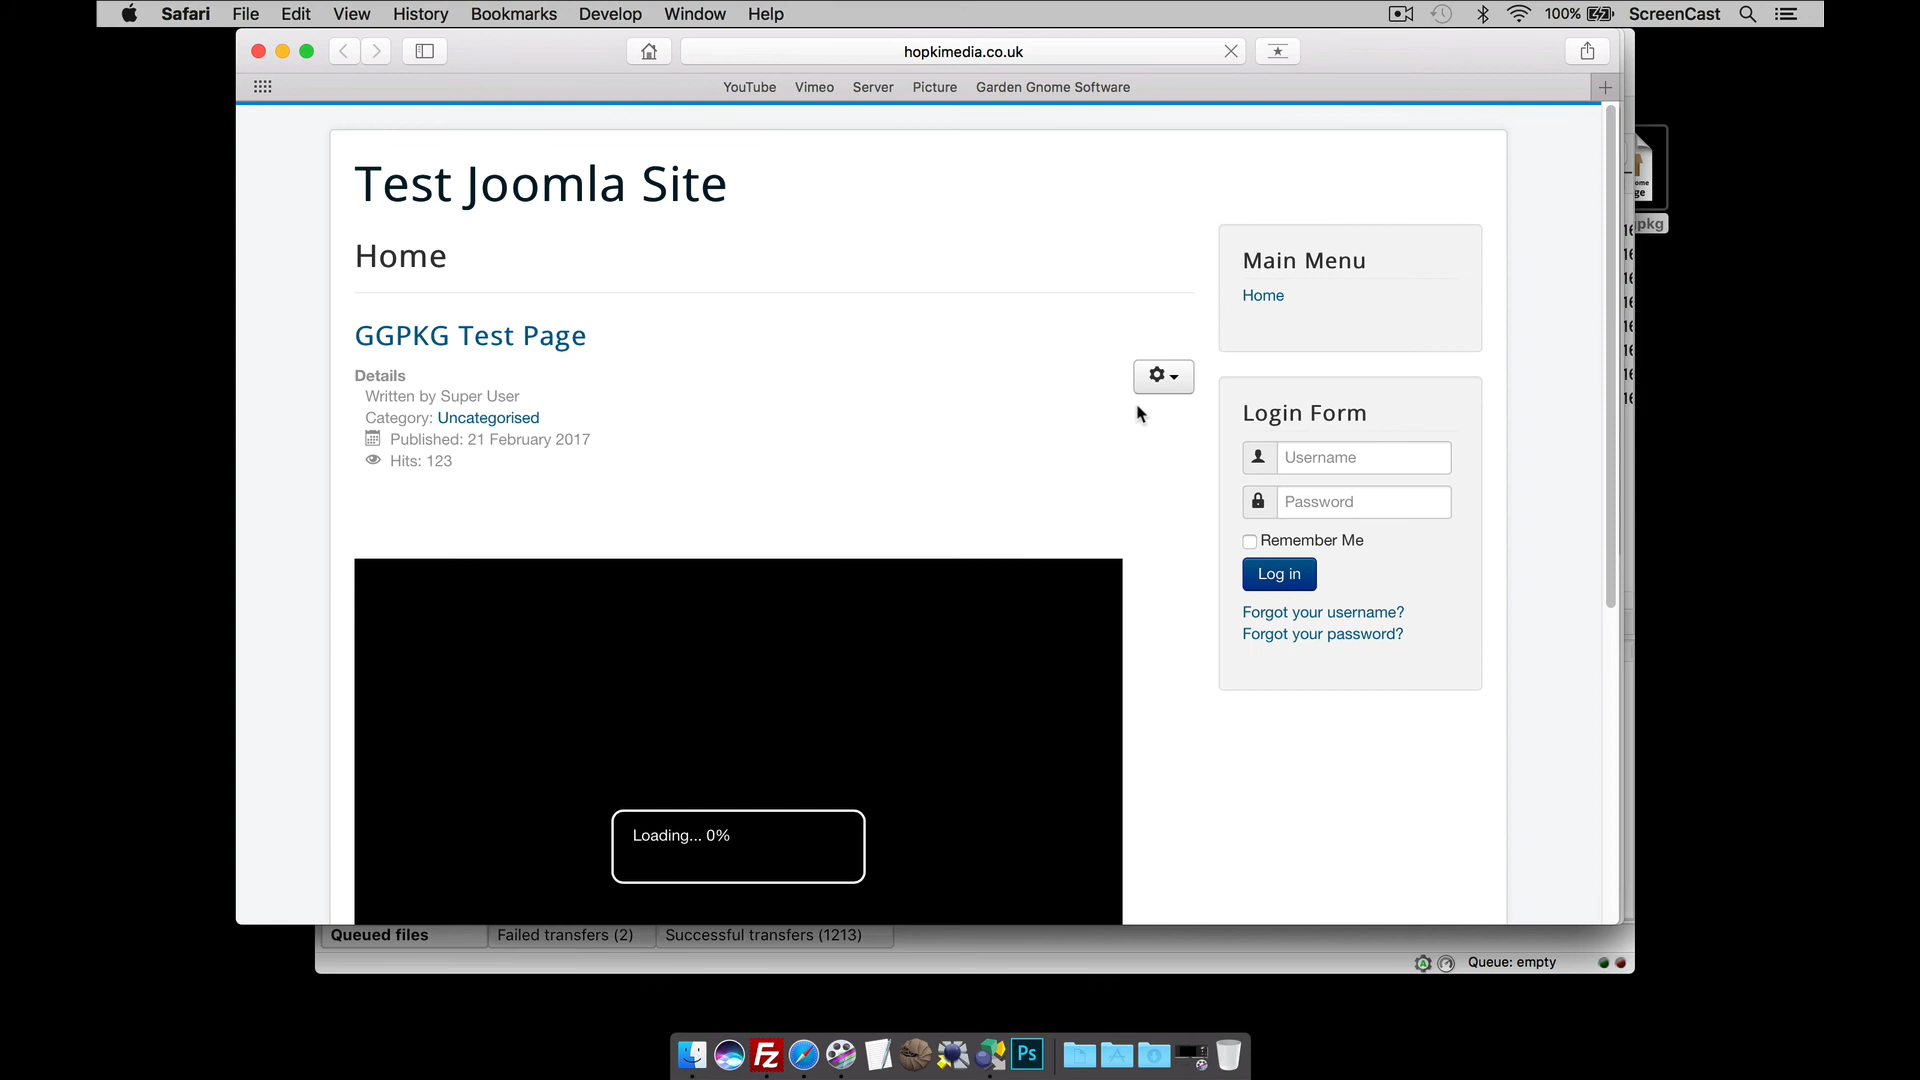 Safari File Edit View History Bookmarks Develop Window Help 100% ScreenCast
hopkimedia.co.uk
YouTube Vimeo Server Picture Garden Gnome Software
Test Joomla Site
Home
GGPKG Test Page
Details
Written by Super User
Category: Uncategorised
Published: 21 February 2017
Hits: 123
Loading... 0%
Main Menu
Home
Login Form
Username
Password
Remember Me
Log in
Forgot your username?
Forgot your password?
pkg
Queued files Failed transfers (2) Successful transfers (1213)
Queue: empty
Fz
Ps